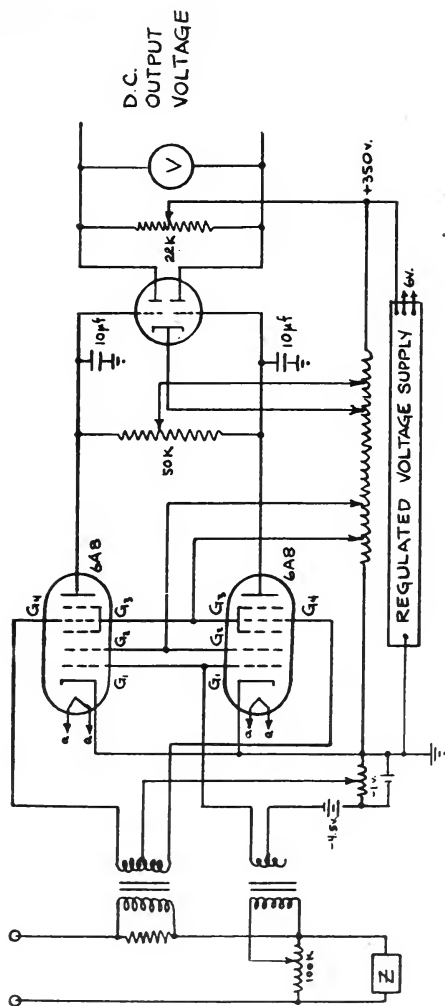 D.C.
OUTPUT
VOLTAGE
V
22K
10μf
10μf
50K
6A8
6A8
G4
G3
G2
G1
G1
G2
G3
G4
a
a
a
a
+350v.
6v.
REGULATED VOLTAGE SUPPLY
-1v.
-4.5v.
100K
Z